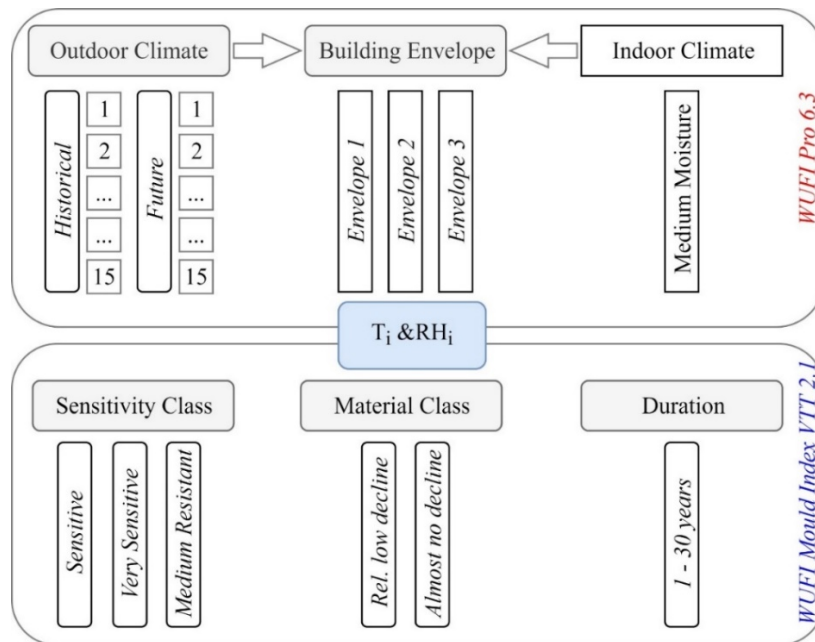 Outdoor Climate
Building Envelope
Indoor Climate
Historical
1
2
...
...
15
Future
1
2
...
...
15
Envelope 1
Envelope 2
Envelope 3
Medium Moisture
WUFI Pro 6.3
Ti &RHi
Sensitivity Class
Material Class
Duration
Sensitive
Very Sensitive
Medium Resistant
Rel. low decline
Almost no decline
1 - 30 years
WUFI Mould Index VTT 2.1